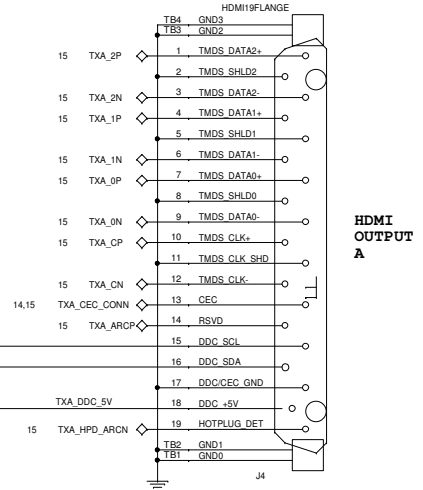 HDMI19FLANGE
TB4 GND3
TB3 GND2
15 TXA_2P 1 TMDS_DATA2+
2 TMDS_SHLD2
15 TXA_2N 3 TMDS_DATA2-
15 TXA_1P 4 TMDS_DATA1+
5 TMDS_SHLD1
15 TXA_1N 6 TMDS_DATA1-
15 TXA_0P 7 TMDS_DATA0+
8 TMDS_SHLD0
15 TXA_0N 9 TMDS_DATA0-
15 TXA_CP 10 TMDS_CLK+
11 TMDS_CLK_SHD
15 TXA_CN 12 TMDS_CLK-
14,15 TXA_CEC_CONN 13 CEC
15 TXA_ARCP 14 RSVD
15 DDC_SCL
16 DDC_SDA
17 DDC/CEC_GND
TXA_DDC_5V 18 DDC_+5V
15 TXA_HPD_ARCN 19 HOTPLUG_DET
TB2 GND1
TB1 GND0
J4
HDMI
OUTPUT
A